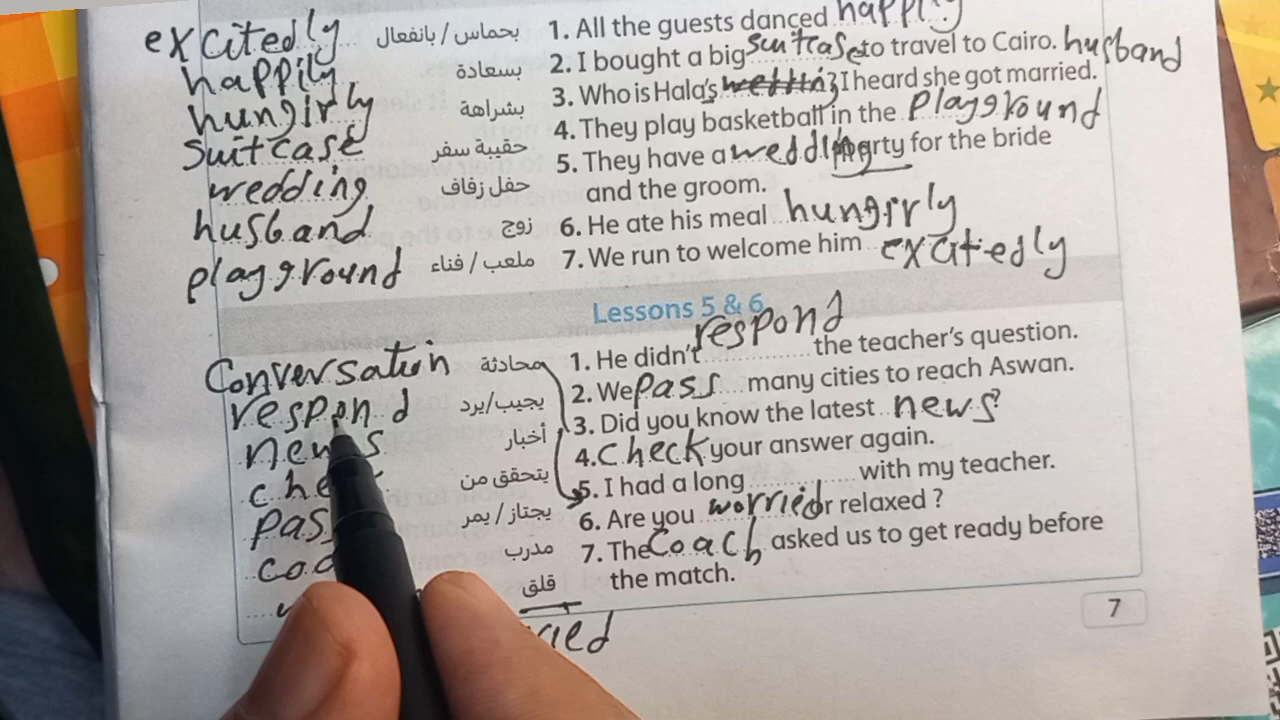 excitedly بحماس / بانفعال 1. All the guests danced happily
happily بسعادة 2. I bought a big suitcase to travel to Cairo.
hungirly بشراهة 3. Who is Hala's husband I heard she got married.
suitcase حقيبة سفر 4. They play basketball in the playgground
wedding حفل زفاف 5. They have a wedding party for the bride
and the groom.
husband زوج 6. He ate his meal hungrrly
playgground ملعب / فناء 7. We run to welcome him excitedly
Lessons 5 & 6
Conversation محادثة 1. He didn't respond the teacher's question.
respond يجيب/يرد 2. We pass many cities to reach Aswan.
news أخبار 3. Did you know the latest news?
يتحقق من 4. check your answer again.
يجتاز / يمر 5. I had a long with my teacher.
مدرب 6. Are you worried or relaxed ?
قلق 7. The Coach asked us to get ready before
the match.
7